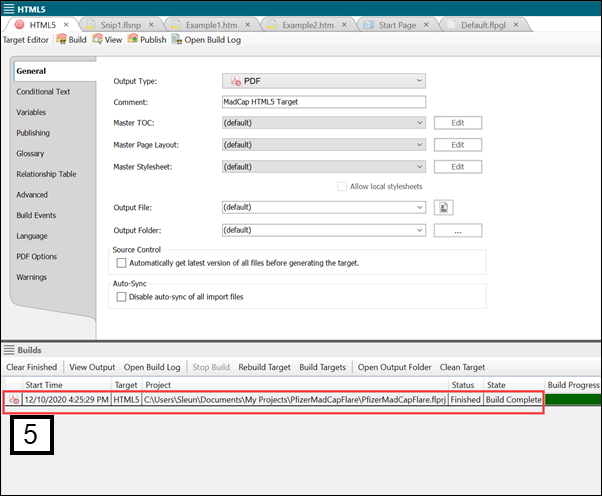 HTML5
HTML5 Snip1.flsnp Example1.htm Example2.htm Start Page Default.flpgl
Target Editor Build View Publish Open Build Log
General
Conditional Text
Variables
Publishing
Glossary
Relationship Table
Advanced
Build Events
Language
PDF Options
Warnings
Output Type: PDF
Comment: MadCap HTML5 Target
Master TOC: (default) Edit
Master Page Layout: (default) Edit
Master Stylesheet: (default) Edit
Allow local stylesheets
Output File: (default)
Output Folder: (default) ...
Source Control
Automatically get latest version of all files before generating the target.
Auto-Sync
Disable auto-sync of all import files
Builds
Clear Finished View Output Open Build Log Stop Build Rebuild Target Build Targets Open Output Folder Clean Target
Start Time Target Project Status State Build Progress
12/10/2020 4:25:29 PM HTML5 C:\Users\Sleun\Documents\My Projects\PfizerMadCapFlare\PfizerMadCapFlare.flprj Finished Build Complete
5